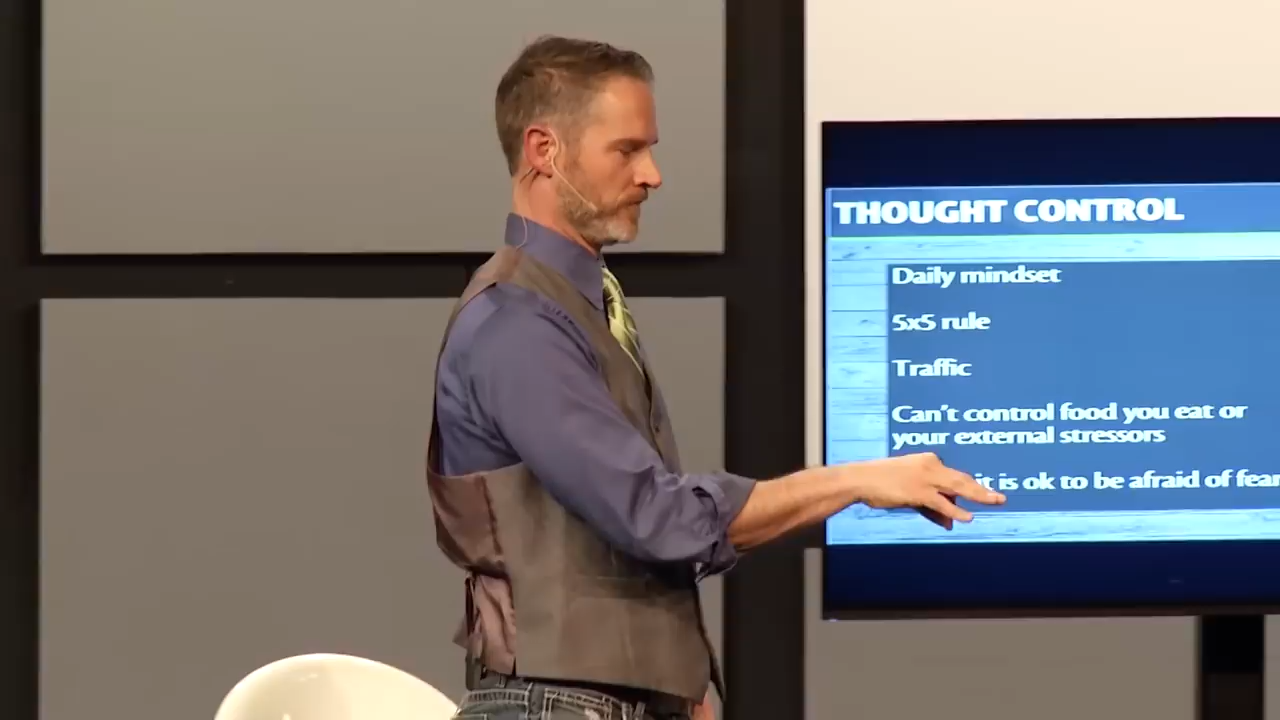 THOUGHT CONTROL
Daily mindset
5x5 rule
Traffic
Can't control food you eat or
your external stressors
it is ok to be afraid of fear